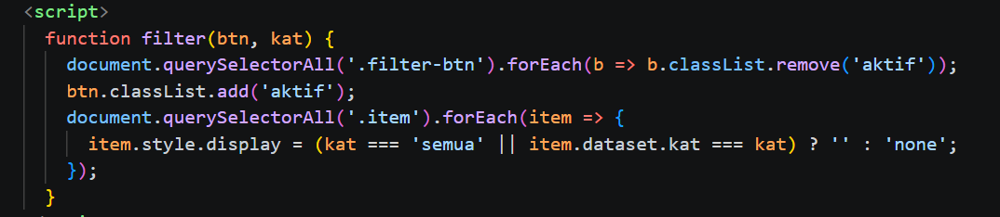 <script>
function filter(btn, kat) {
document.querySelectorAll('.filter-btn').forEach(b => b.classList.remove('aktif'));
btn.classList.add('aktif');
document.querySelectorAll('.item').forEach(item => {
item.style.display = (kat === 'semua' || item.dataset.kat === kat) ? '' : 'none';
});
}